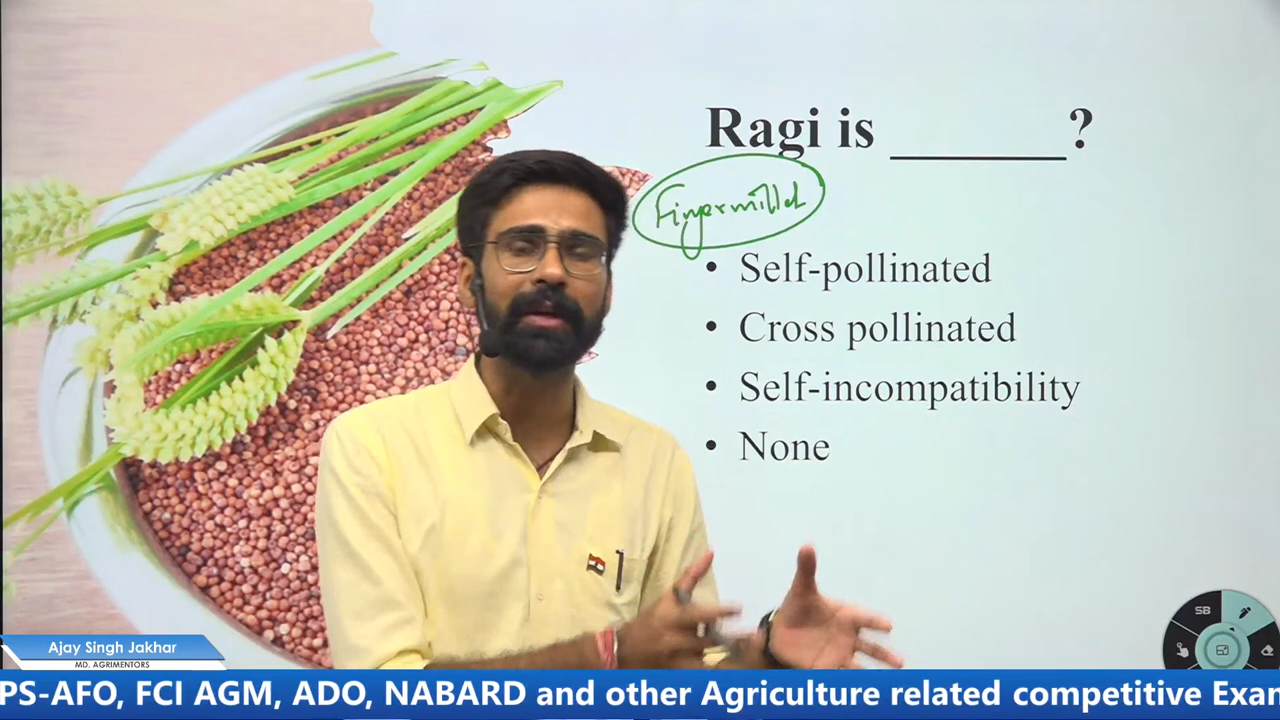 Ragi is ______?
Fingermillet
• Self-pollinated
• Cross pollinated
• Self-incompatibility
• None
SB
Ajay Singh Jakhar
MD. AGRIMENTORS
PS-AFO, FCI AGM, ADO, NABARD and other Agriculture related competitive Exan